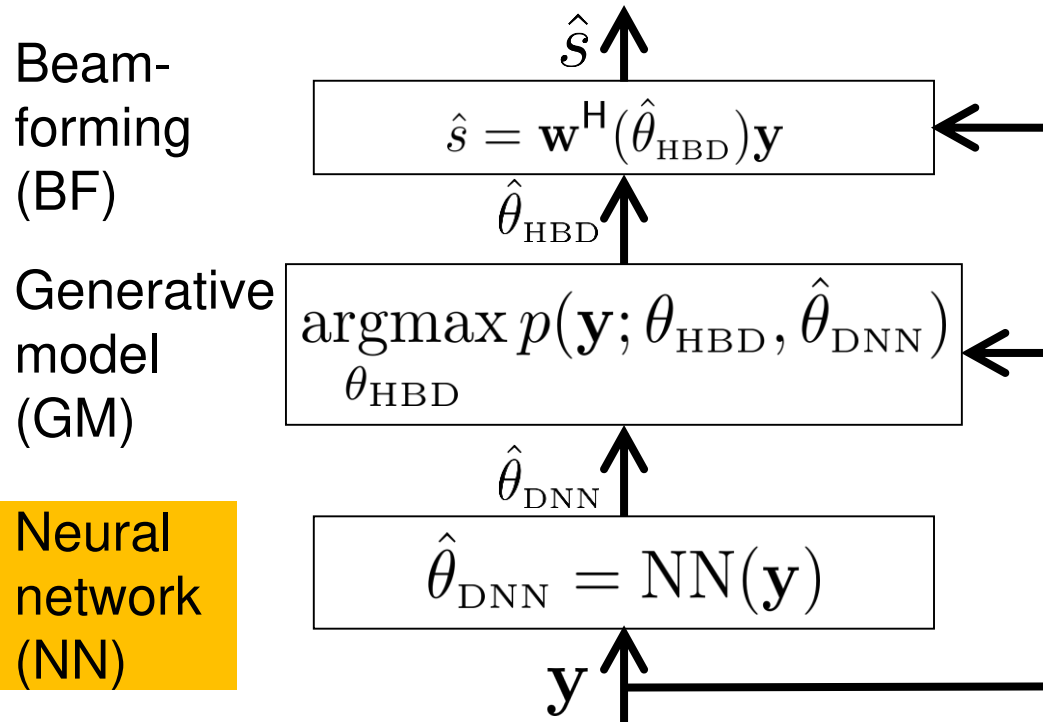 ŝ
Beam-
forming
(BF)
ŝ = w^H(θ̂_HBD)y
θ̂_HBD
Generative
model
(GM)
argmax p(y; θ_HBD, θ̂_DNN)
θ_HBD
θ̂_DNN
Neural
network
(NN)
θ̂_DNN = NN(y)
y